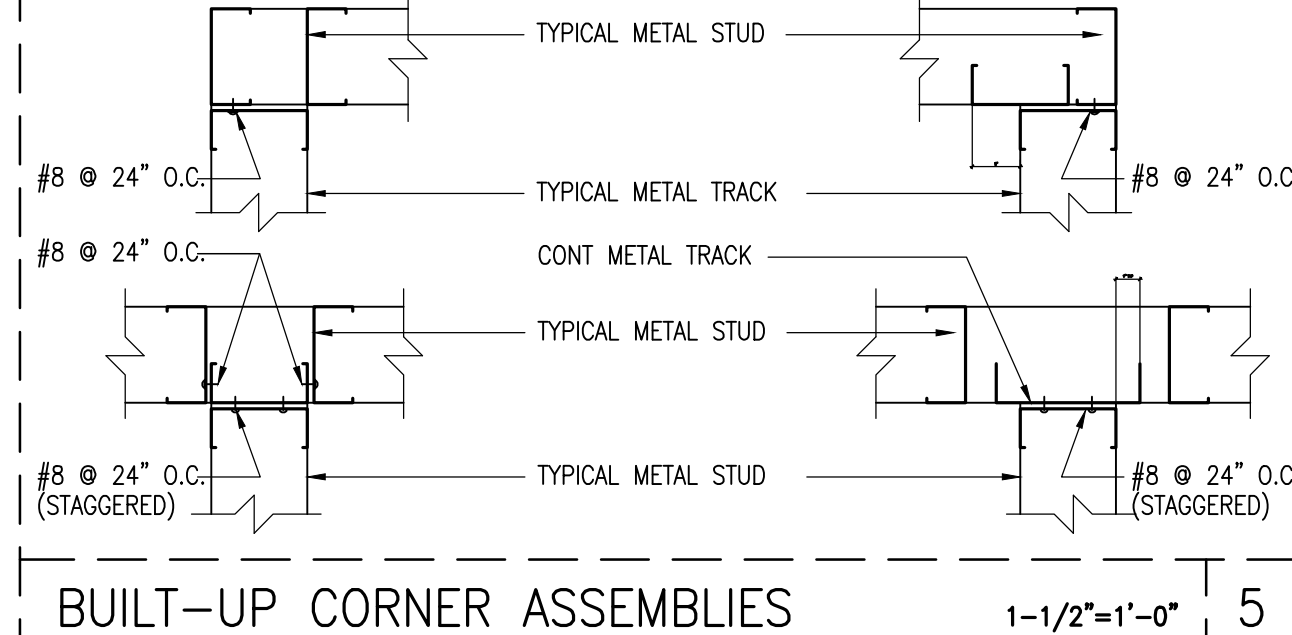 TYPICAL METAL STUD
#8 @ 24" O.C.
TYPICAL METAL TRACK
#8 @ 24" O.C
#8 @ 24" O.C.
CONT METAL TRACK
TYPICAL METAL STUD
#8 @ 24" O.C.
(STAGGERED)
TYPICAL METAL STUD
#8 @ 24" O.C
(STAGGERED)
BUILT-UP CORNER ASSEMBLIES
1-1/2"=1'-0"
5